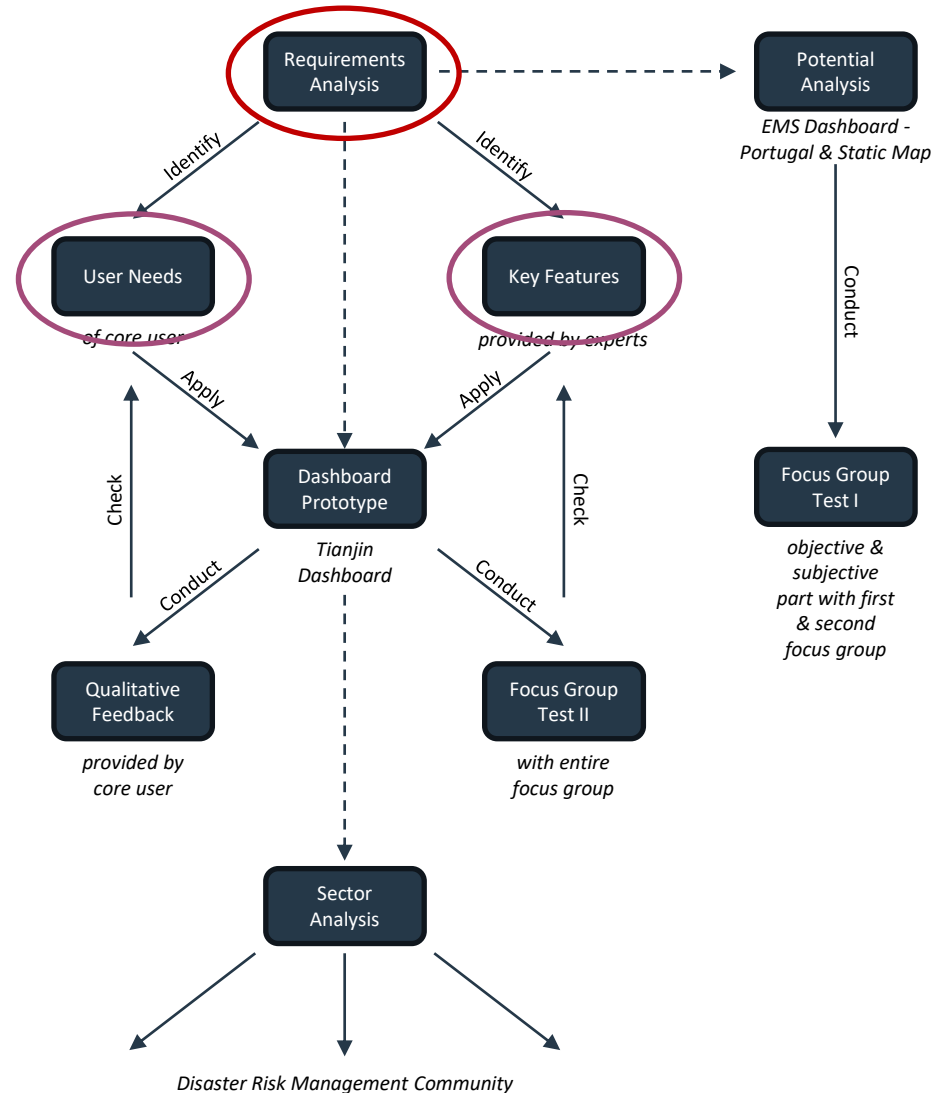 Requirements
Analysis
Potential
Analysis
EMS Dashboard -
Portugal & Static Map
Identify
Identify
User Needs
of core user
Key Features
provided by experts
Conduct
Apply
Apply
Check
Check
Dashboard
Prototype
Tianjin
Dashboard
Focus Group
Test I
objective &
subjective
part with first
& second
focus group
Conduct
Conduct
Qualitative
Feedback
provided by
core user
Focus Group
Test II
with entire
focus group
Sector
Analysis
Disaster Risk Management Community